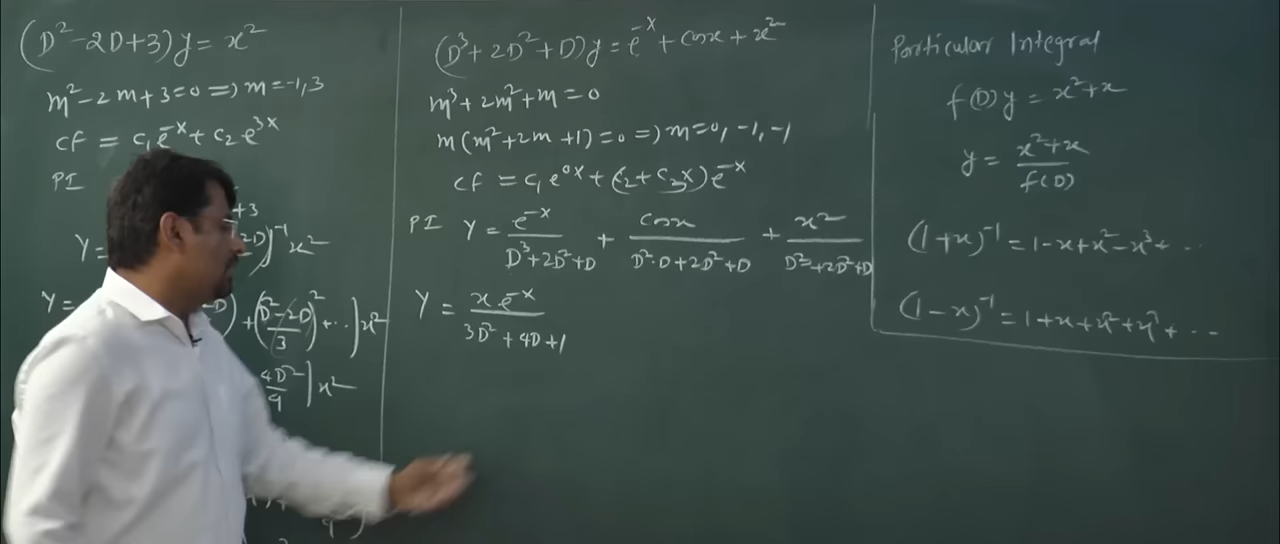 (D²-2D+3)y = x²
m²-2m+3=0 => m=-1,3
CF = C₁e⁻ˣ + C₂e³ˣ
PI
+3
Y=
-D)⁻¹ x²
Y=
-D) + (D²-2D/3)² + ...] x²
4D²/9] x²
(D³+2D²+D)y = e⁻ˣ + cosx + x²
m³+2m²+m=0
m(m²+2m+1)=0 => m=0,-1,-1
CF = C₁e⁰ˣ + (C₂+C₃x)e⁻ˣ
PI Y = e⁻ˣ/D³+2D²+D + cosx/D²·D+2D²+D + x²/D³+2D²+D
Y = xe⁻ˣ/3D²+4D+1
Particular Integral
f(D)y = x²+x
y = x²+x/f(D)
(1+x)⁻¹ = 1-x+x²-x³+...
(1-x)⁻¹ = 1+x+x²+x³+...